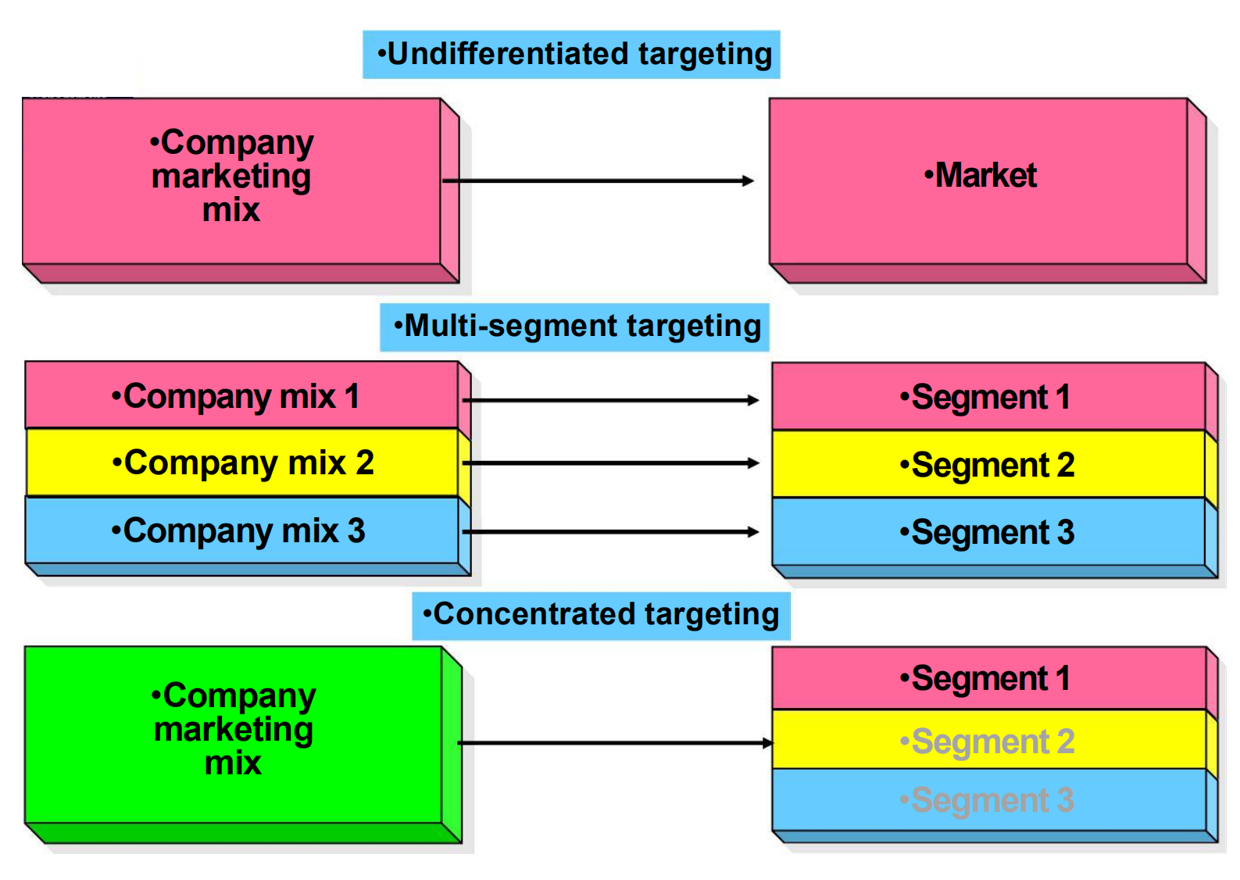 •Undifferentiated targeting
•Company
marketing
mix
•Market
•Multi-segment targeting
•Company mix 1
•Segment 1
•Company mix 2
•Segment 2
•Company mix 3
•Segment 3
•Concentrated targeting
•Company
marketing
mix
•Segment 1
•Segment 2
•Segment 3